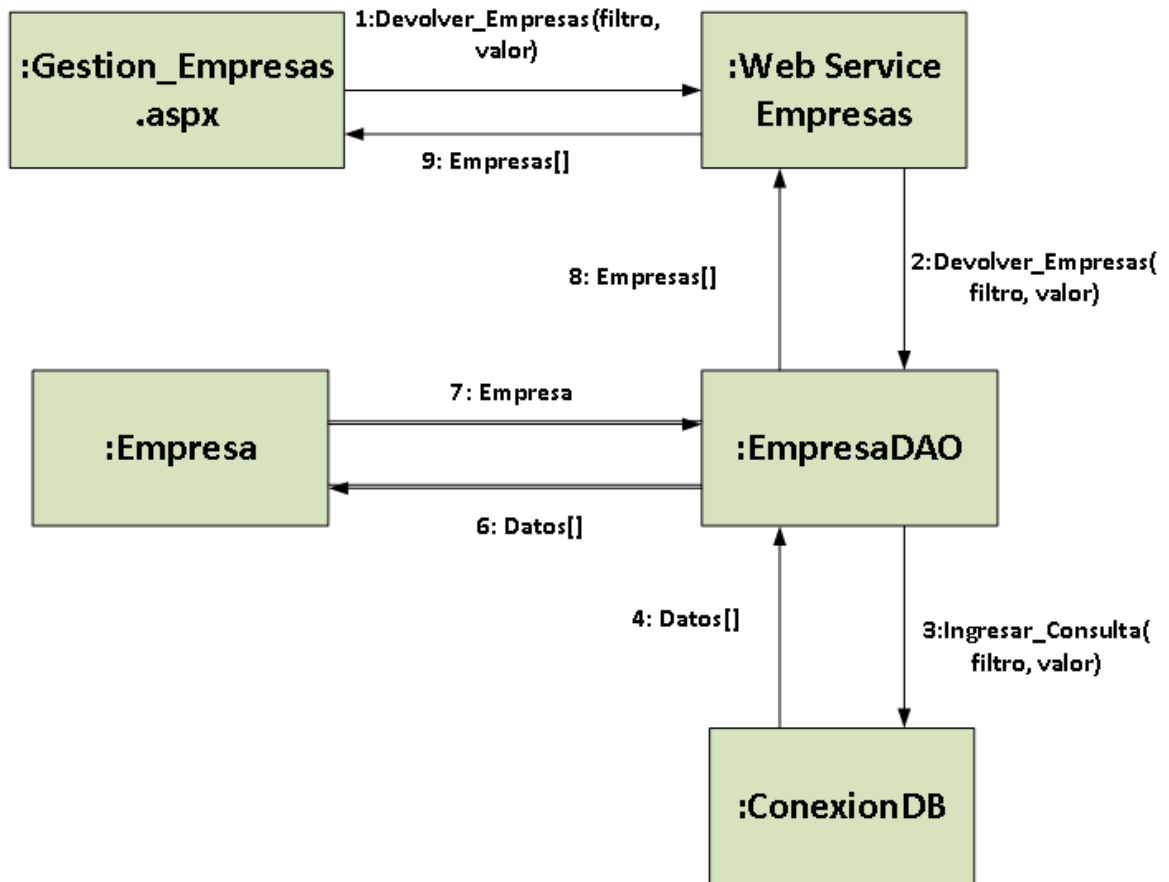 1:Devolver_Empresas(filtro,
valor)
:Gestion_Empresas
.aspx
:Web Service
Empresas
9: Empresas[]
8: Empresas[]
2:Devolver_Empresas(
filtro, valor)
7: Empresa
:Empresa
:EmpresaDAO
6: Datos[]
4: Datos[]
3:Ingresar_Consulta(
filtro, valor)
:ConexionDB